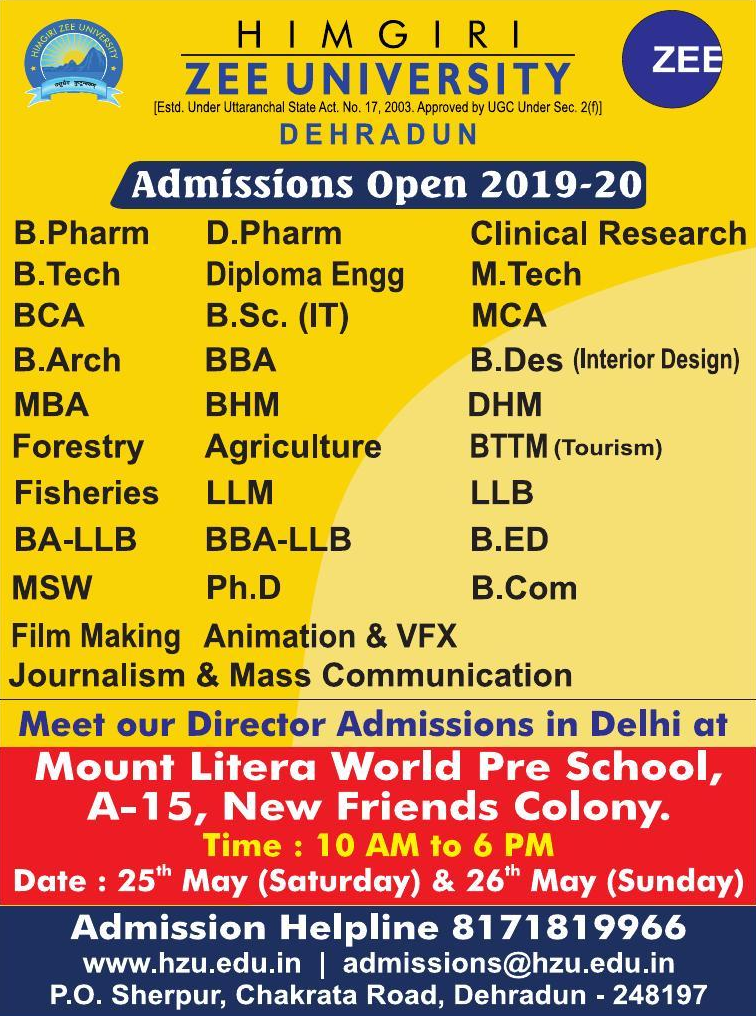 HIMGIRI ZEE UNIVERSITY
वसुधैव कुटुम्बकम
HIMGIRI
ZEE UNIVERSITY
[Estd. Under Uttaranchal State Act. No. 17, 2003. Approved by UGC Under Sec. 2(f)]
DEHRADUN
ZEE
Admissions Open 2019-20
B.Pharm D.Pharm Clinical Research
B.Tech Diploma Engg M.Tech
BCA B.Sc. (IT) MCA
B.Arch BBA B.Des (Interior Design)
MBA BHM DHM
Forestry Agriculture BTTM (Tourism)
Fisheries LLM LLB
BA-LLB BBA-LLB B.ED
MSW Ph.D B.Com
Film Making Animation & VFX
Journalism & Mass Communication
Meet our Director Admissions in Delhi at
Mount Litera World Pre School,
A-15, New Friends Colony.
Time : 10 AM to 6 PM
Date : 25th May (Saturday) & 26th May (Sunday)
Admission Helpline 8171819966
www.hzu.edu.in | admissions@hzu.edu.in
P.O. Sherpur, Chakrata Road, Dehradun - 248197